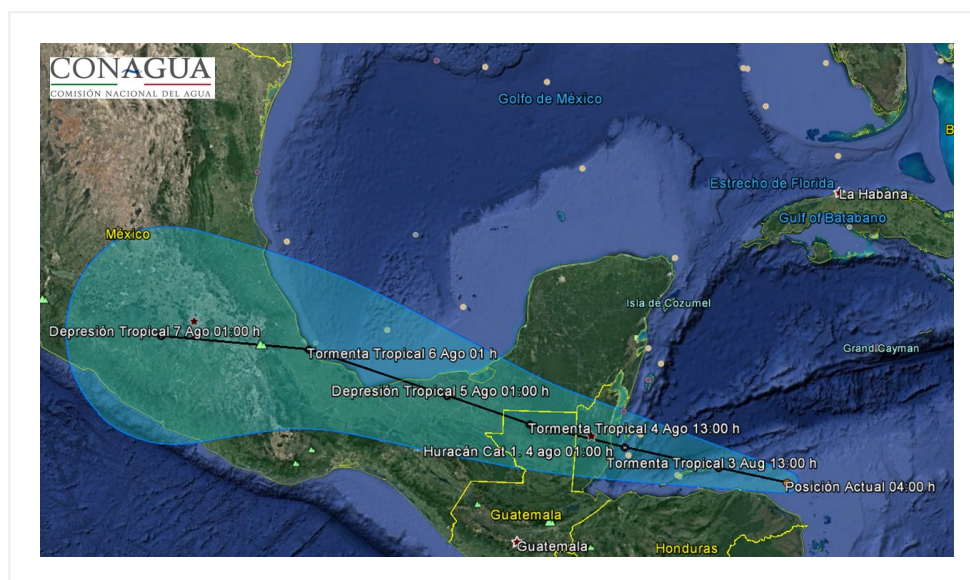 CONAGUA
COMISIÓN NACIONAL DEL AGUA
Golfo de México
Estrecho de Florida
La Habana
Gulf of Batabano
México
Isla de Cozumel
Depresión Tropical 7 Ago 01:00 h
Tormenta Tropical 6 Ago 01 h
Grand Cayman
Depresión Tropical 5 Ago 01:00 h
Tormenta Tropical 4 Ago 13:00 h
Huracán Cat 1. 4 ago 01:00 h
Tormenta Tropical 3 Aug 13:00 h
Posición Actual 04:00 h
Guatemala
Guatemala
Honduras